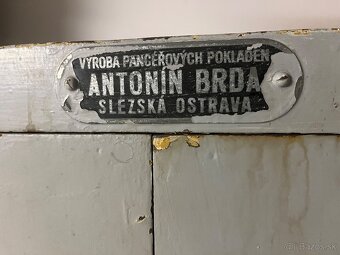 VÝROBA PANCÉŘOVÝCH POKLADEN
ANTONÍN BRDA
SLEZSKÁ OSTRAVA